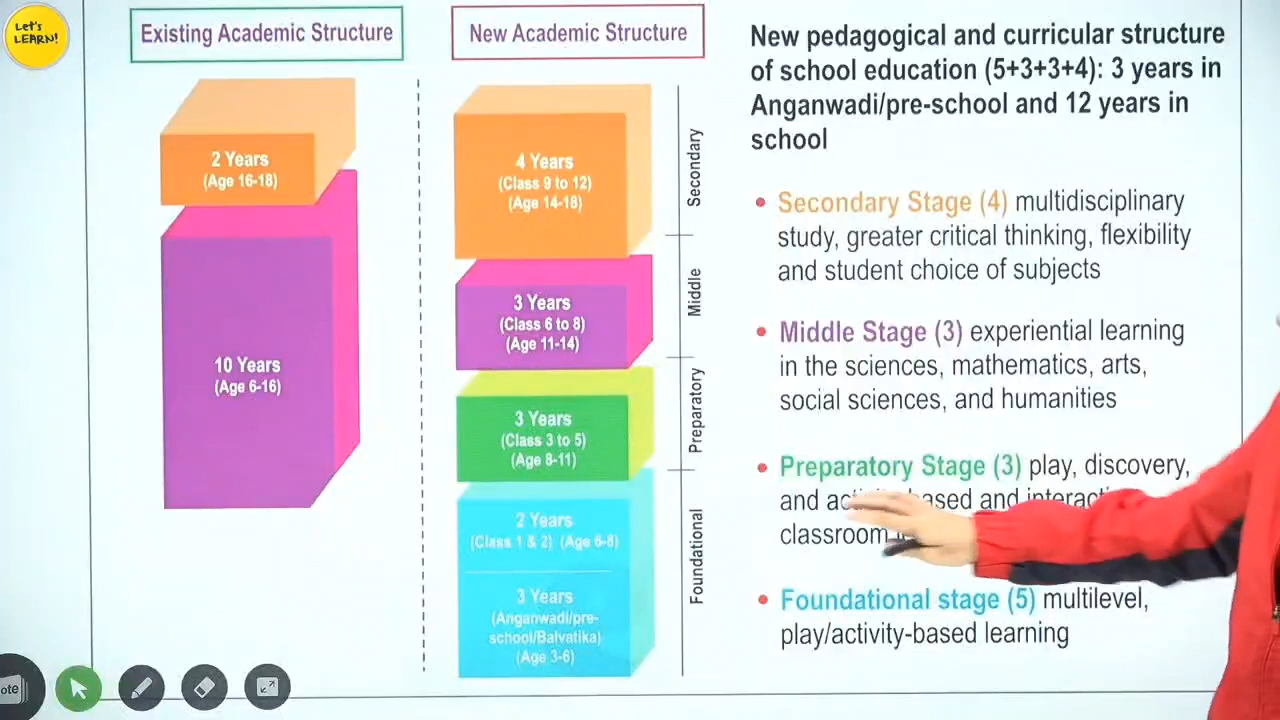 Let's
LEARN!
Existing Academic Structure
2 Years
(Age 16-18)
10 Years
(Age 6-16)
New Academic Structure
4 Years
(Class 9 to 12)
(Age 14-18)
3 Years
(Class 6 to 8)
(Age 11-14)
3 Years
(Class 3 to 5)
(Age 8-11)
2 Years
(Class 1 & 2) (Age 6-8)
3 Years
(Anganwadi/pre-
school/Balvatika)
(Age 3-6)
Secondary
Middle
Preparatory
Foundational
New pedagogical and curricular structure
of school education (5+3+3+4): 3 years in
Anganwadi/pre-school and 12 years in
school
• Secondary Stage (4) multidisciplinary
study, greater critical thinking, flexibility
and student choice of subjects
• Middle Stage (3) experiential learning
in the sciences, mathematics, arts,
social sciences, and humanities
• Preparatory Stage (3) play, discovery,
and based and
classroom
• Foundational stage (5) multilevel,
play/activity-based learning
ote